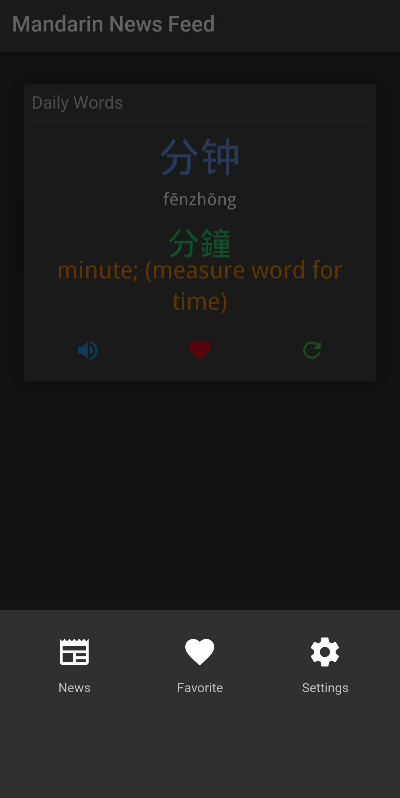 Mandarin News Feed
Daily Words
分钟
fēnzhōng
分鐘
minute; (measure word for
time)
News
Favorite
Settings